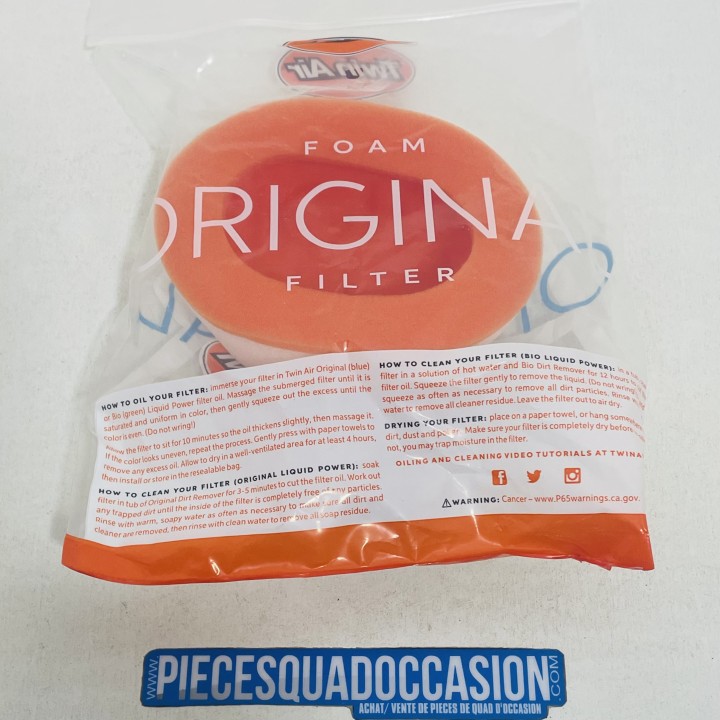 Twin Air
FOAM
ORIGINA
FILTER
HOW TO OIL YOUR FILTER: immerse your filter in Twin Air Original (blue)
or Bio (green) Liquid Power filter oil. Massage the submerged filter until it is
saturated and uniform in color, then gently squeeze out the excess until the
color is even. (Do not wring!)
Allow the filter to sit for 10 minutes so the oil thickens slightly, then massage it.
If the color looks uneven, repeat the process. Gently press with paper towels to
remove any excess oil. Allow to dry in a well-ventilated area for at least 4 hours,
then install or store in the resealable bag.
HOW TO CLEAN YOUR FILTER (ORIGINAL LIQUID POWER): soak
filter in tub of Original Dirt Remover for 3-5 minutes to cut the filter oil. Work out
any trapped dirt until the inside of the filter is completely free of any particles.
Rinse with warm, soapy water as often as necessary to make sure all dirt and
cleaner are removed, then rinse with clean water to remove all soap residue.
HOW TO CLEAN YOUR FILTER (BIO LIQUID POWER): in a
filter in a solution of hot water and Bio Dirt Remover for 12 hours
filter oil. Squeeze the filter gently to remove the liquid. (Do not wring!)
squeeze as often as necessary to remove all dirt particles. Rinse
water to remove all cleaner residue. Leave the filter out to air dry.
DRYING YOUR FILTER: place on a paper towel, or hang
dirt, dust and Make sure your filter is completely dry before
not, you may trap moisture in the filter.
OILING AND CLEANING VIDEO TUTORIALS AT TWINA
⚠WARNING: Cancer – www.P65warnings.ca.gov.
WWW.PIECESQUADOCCASION.COM
ACHAT/ VENTE DE PIECES DE QUAD D'OCCASION